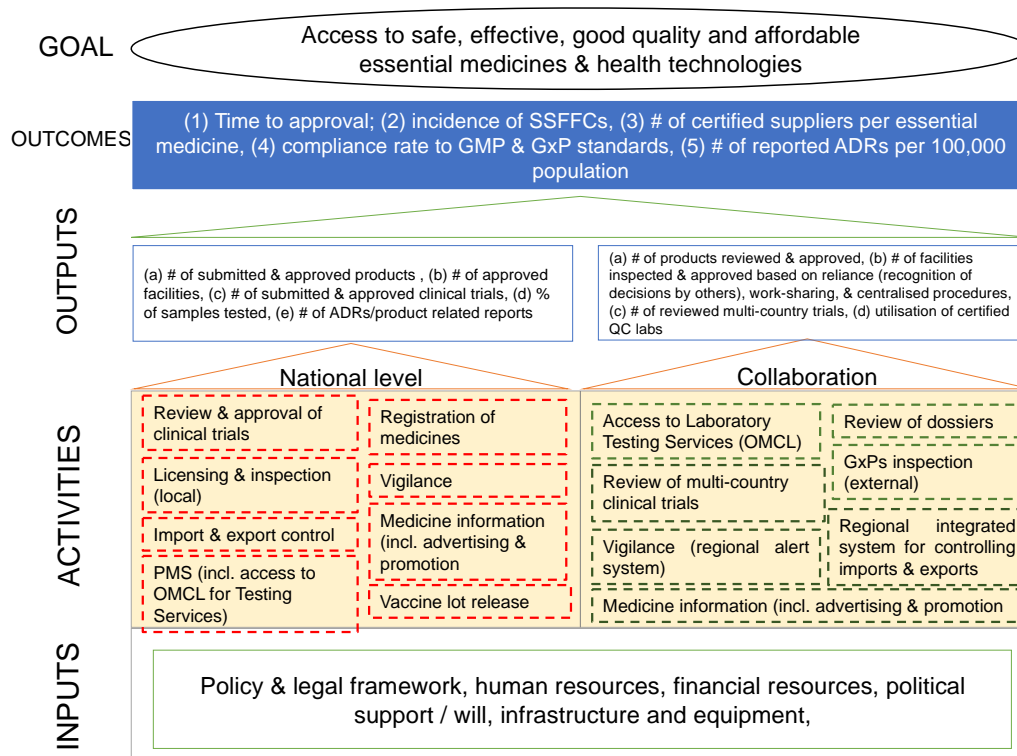 GOAL
Access to safe, effective, good quality and affordable
essential medicines & health technologies
OUTCOMES
(1) Time to approval; (2) incidence of SSFFCs, (3) # of certified suppliers per essential
medicine, (4) compliance rate to GMP & GxP standards, (5) # of reported ADRs per 100,000
population
OUTPUTS
(a) # of submitted & approved products , (b) # of approved
facilities, (c) # of submitted & approved clinical trials, (d) %
of samples tested, (e) # of ADRs/product related reports
(a) # of products reviewed & approved, (b) # of facilities
inspected & approved based on reliance (recognition of
decisions by others), work-sharing, & centralised procedures,
(c) # of reviewed multi-country trials, (d) utilisation of certified
QC labs
ACTIVITIES
National level
Review & approval of
clinical trials
Licensing & inspection
(local)
Import & export control
PMS (incl. access to
OMCL for Testing
Services)
Registration of
medicines
Vigilance
Medicine information
(incl. advertising &
promotion
Vaccine lot release
Collaboration
Access to Laboratory
Testing Services (OMCL)
Review of multi-country
clinical trials
Vigilance (regional alert
system)
Review of dossiers
GxPs inspection
(external)
Regional integrated
system for controlling
imports & exports
Medicine information (incl. advertising & promotion
INPUTS
Policy & legal framework, human resources, financial resources, political
support / will, infrastructure and equipment,